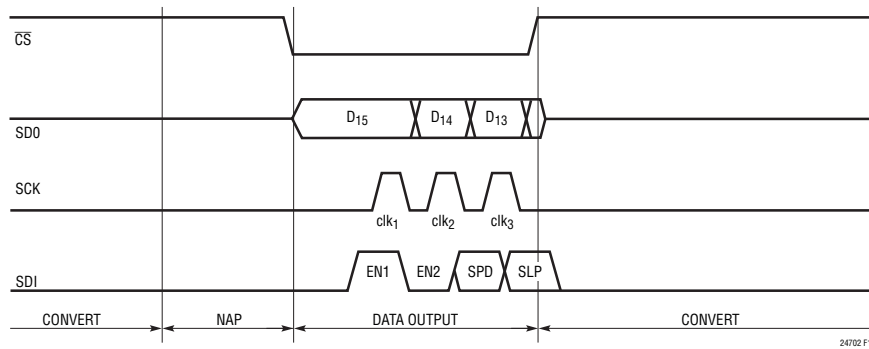 CS
D15 D14 D13
SD0
SCK
clk1 clk2 clk3
EN1 EN2 SPD SLP
SDI
CONVERT NAP DATA OUTPUT CONVERT